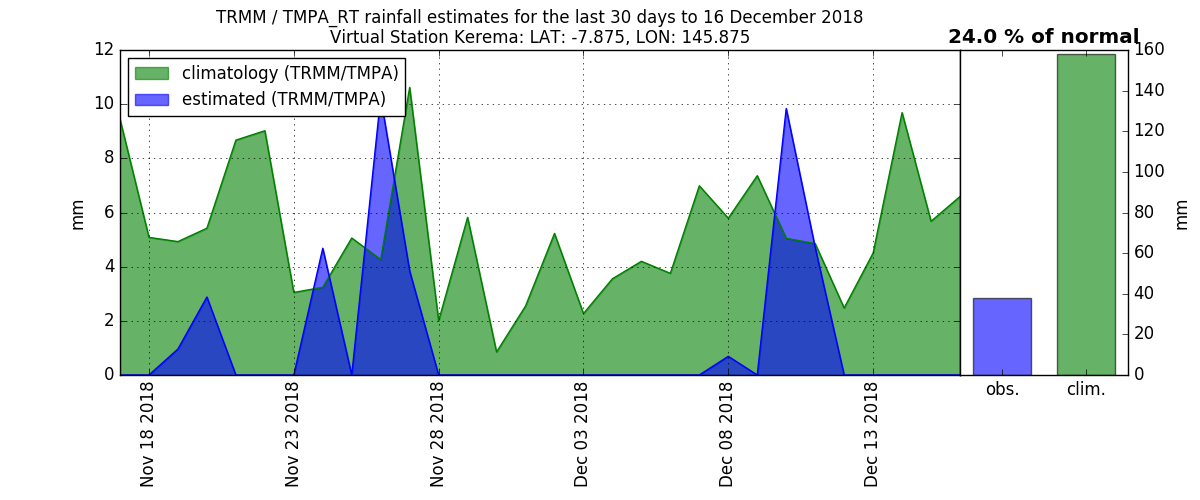 TRMM / TMPA_RT rainfall estimates for the last 30 days to 16 December 2018
Virtual Station Kerema: LAT: -7.875, LON: 145.875
24.0 % of normal
climatology (TRMM/TMPA)
estimated (TRMM/TMPA)
mm
12
10
8
6
4
2
0
Nov 18 2018
Nov 23 2018
Nov 28 2018
Dec 03 2018
Dec 08 2018
Dec 13 2018
obs.
clim.
160
140
120
100
80
60
40
20
0
mm